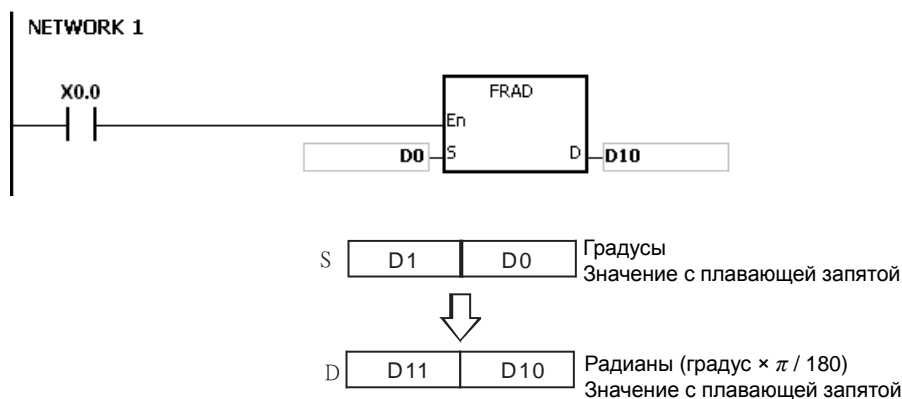 NETWORK 1
X0.0
FRAD
En
D0 S D D10
S D1 D0 Градусы
Значение с плавающей запятой
D D11 D10 Радианы (градус × π / 180)
Значение с плавающей запятой